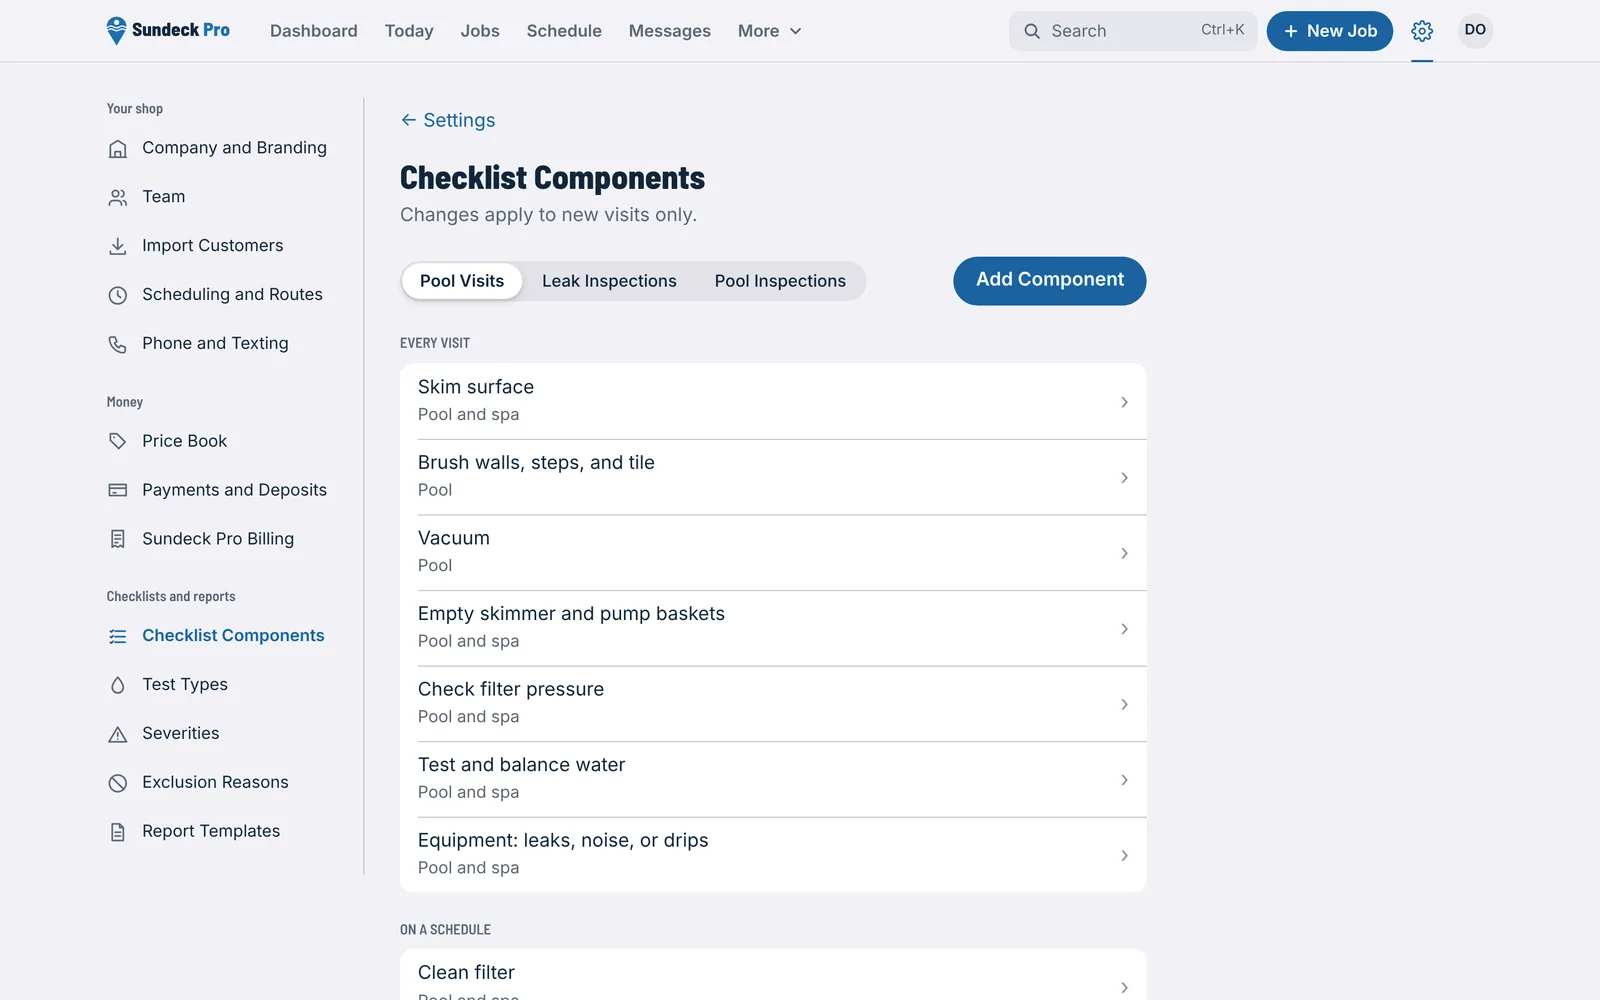 Sundeck Pro
Dashboard
Today
Jobs
Schedule
Messages
More
Search
Ctrl+K
+ New Job
DO
Your shop
Company and Branding
Team
Import Customers
Scheduling and Routes
Phone and Texting
Money
Price Book
Payments and Deposits
Sundeck Pro Billing
Checklists and reports
Checklist Components
Test Types
Severities
Exclusion Reasons
Report Templates
← Settings
Checklist Components
Changes apply to new visits only.
Pool Visits
Leak Inspections
Pool Inspections
Add Component
EVERY VISIT
Skim surface
Pool and spa
Brush walls, steps, and tile
Pool
Vacuum
Pool
Empty skimmer and pump baskets
Pool and spa
Check filter pressure
Pool and spa
Test and balance water
Pool and spa
Equipment: leaks, noise, or drips
Pool and spa
ON A SCHEDULE
Clean filter
Pool and spa